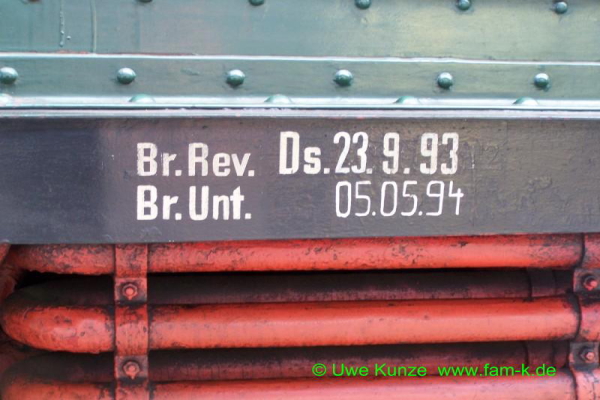 Br.Rev. Ds.23.9.93
Br.Unt. 05.05.94
© Uwe Kunze www.fam-k.de